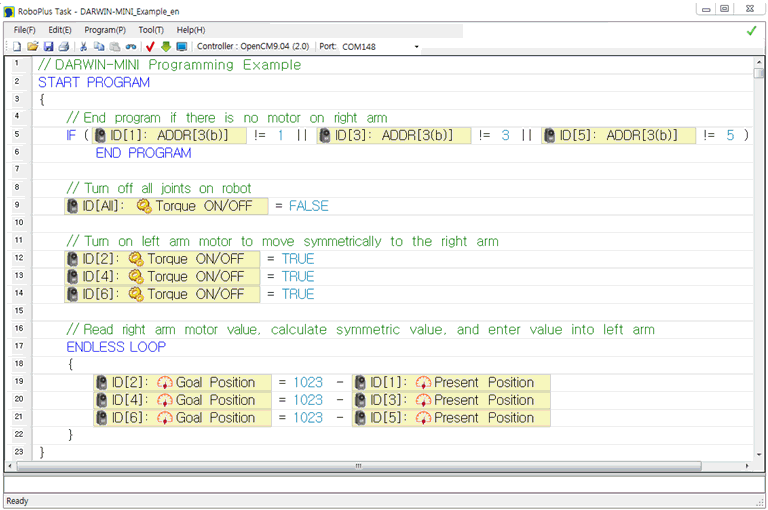 RoboPlus Task - DARWIN-MINI_Example_en
File(F) Edit(E) Program(P) Tool(T) Help(H)
Controller : OpenCM9.04 (2.0) Port: COM148
1 // DARWIN-MINI Programming Example
2 START PROGRAM
3 {
4 // End program if there is no motor on right arm
5 IF ( ID[1]: ADDR[3(b)] != 1 || ID[3]: ADDR[3(b)] != 3 || ID[5]: ADDR[3(b)] != 5 )
6 END PROGRAM
7
8 // Turn off all joints on robot
9 ID[All]: Torque ON/OFF = FALSE
10
11 // Turn on left arm motor to move symmetrically to the right arm
12 ID[2]: Torque ON/OFF = TRUE
13 ID[4]: Torque ON/OFF = TRUE
14 ID[6]: Torque ON/OFF = TRUE
15
16 // Read right arm motor value, calculate symmetric value, and enter value into left arm
17 ENDLESS LOOP
18 {
19 ID[2]: Goal Position = 1023 - ID[1]: Present Position
20 ID[4]: Goal Position = 1023 - ID[3]: Present Position
21 ID[6]: Goal Position = 1023 - ID[5]: Present Position
22 }
23 }
Ready